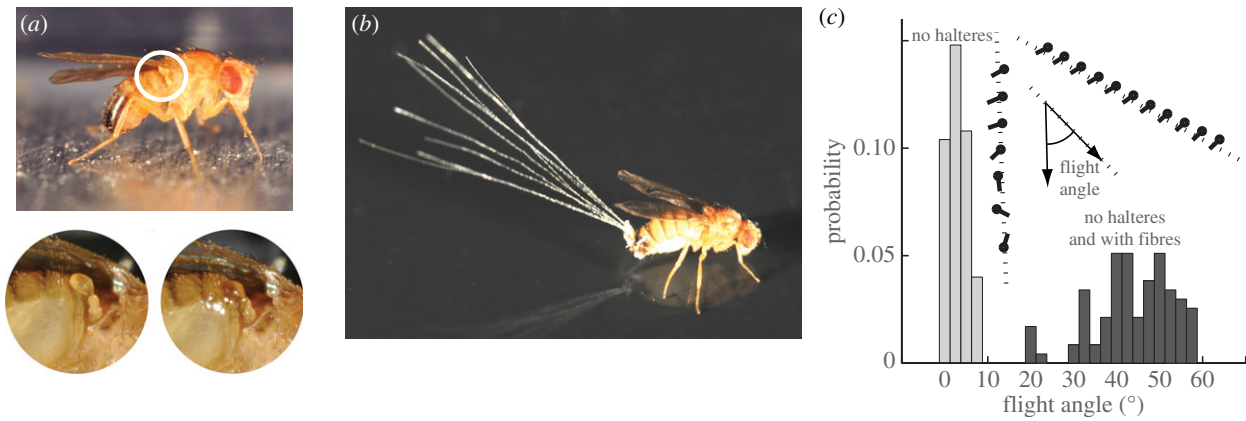 (a)
(b)
(c)
no halteres
0.10
0.05
0
probability
flight
angle
no halteres
and with fibres
0 10 20 30 40 50 60
flight angle (°)